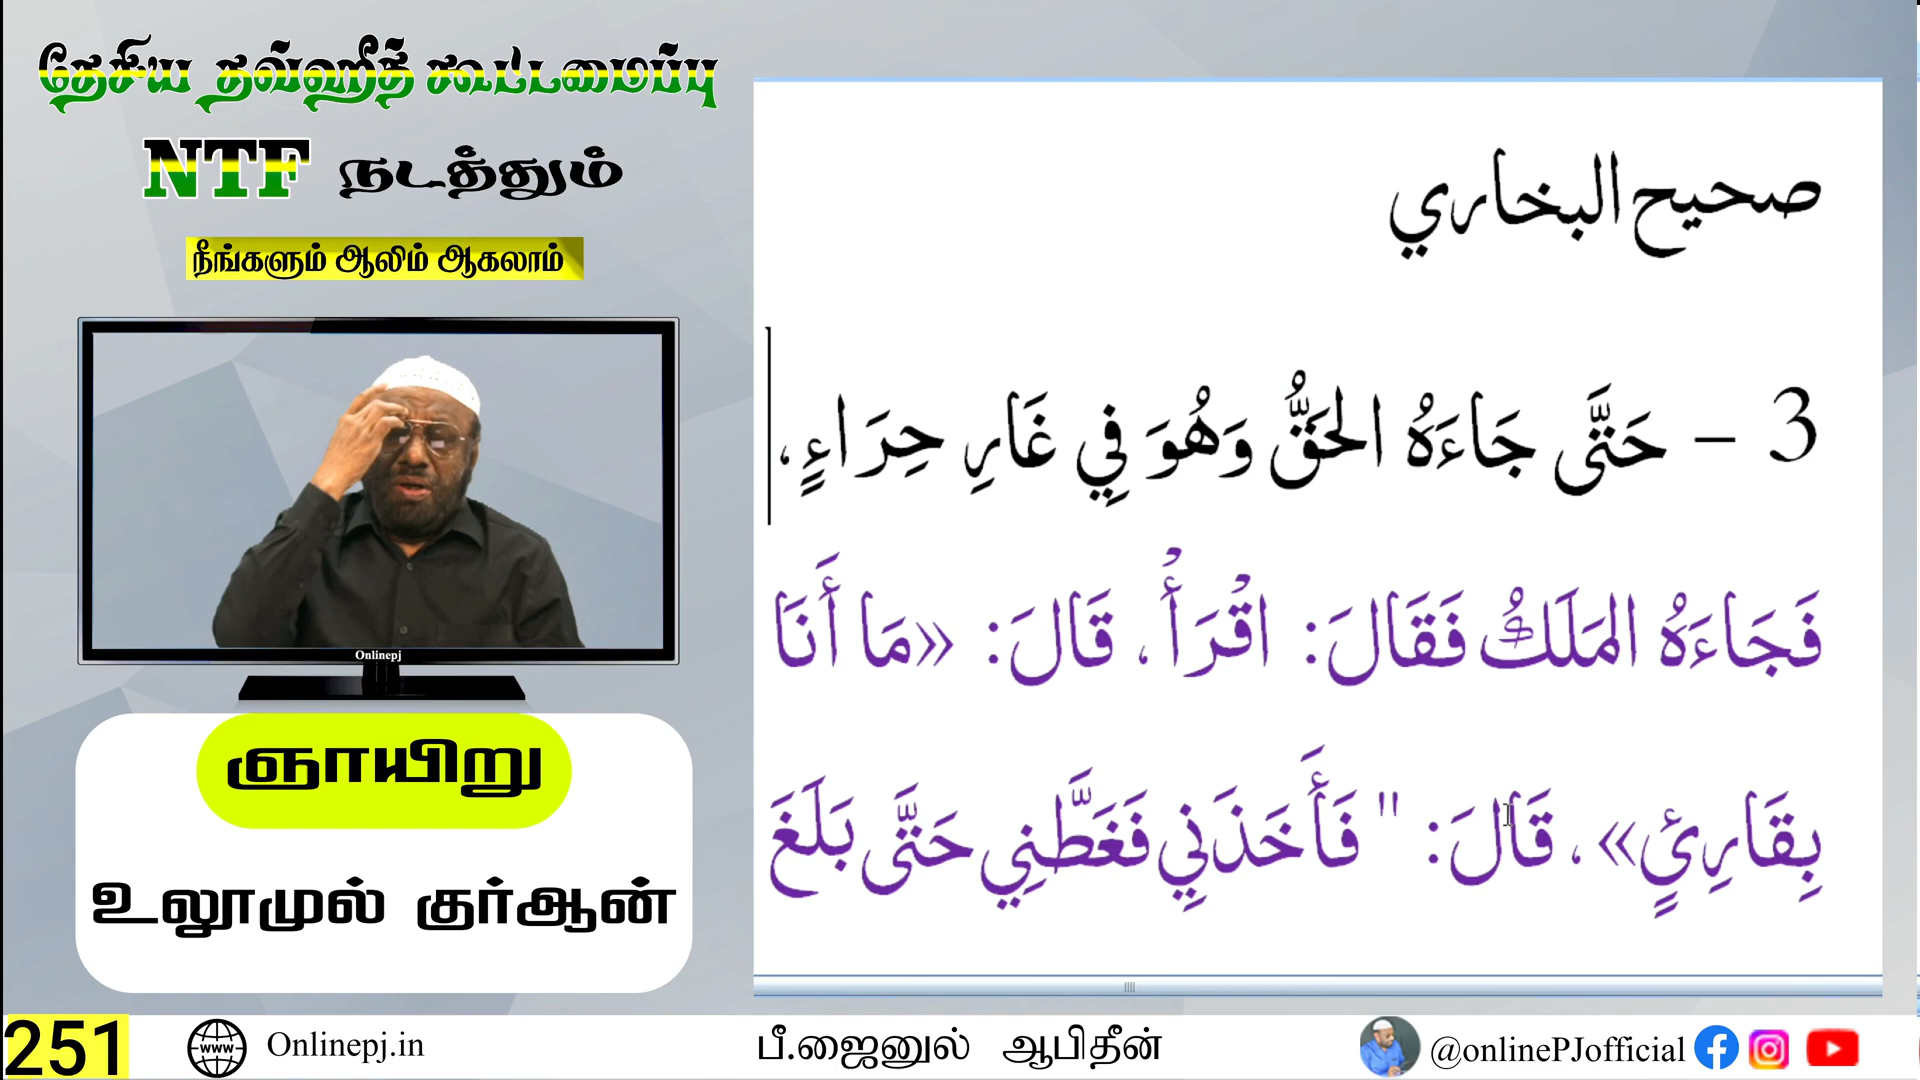 தேசிய தவ்ஹீத் கூட்டமைப்பு
NTF நடத்தும்
நீங்களும் ஆலிம் ஆகலாம்
Onlinepj
ஞாயிறு
உலூமுல் குர்ஆன்
صحيح البخاري
3 – حَتَّى جَاءَهُ الحَقُّ وَهُوَ فِي غَارِ حِرَاءٍ،
فَجَاءَهُ المَلَكُ فَقَالَ: اقْرَأْ، قَالَ: «مَا أَنَا
بِقَارِئٍ»، قَالَ: " فَأَخَذَنِي فَغَطَّنِي حَتَّى بَلَغَ
251
www
Onlinepj.in
பீ.ஜைனுல் ஆபிதீன்
@onlinePJofficial